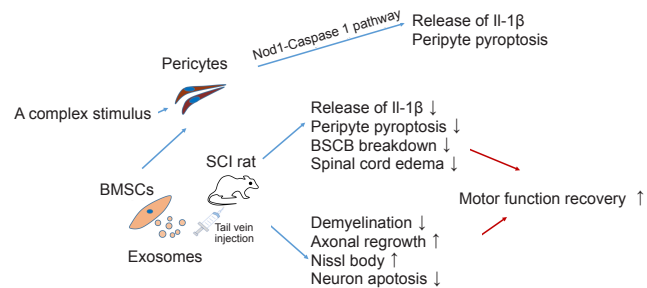 Nod1-Caspase 1 pathway
Release of Il-1β
Peripyte pyroptosis
Pericytes
A complex stimulus
Release of Il-1β ↓
Peripyte pyroptosis ↓
BSCB breakdown ↓
Spinal cord edema ↓
SCI rat
BMSCs
Motor function recovery ↑
Tail vein
injection
Exosomes
Demyelination ↓
Axonal regrowth ↑
Nissl body ↑
Neuron apotosis ↓